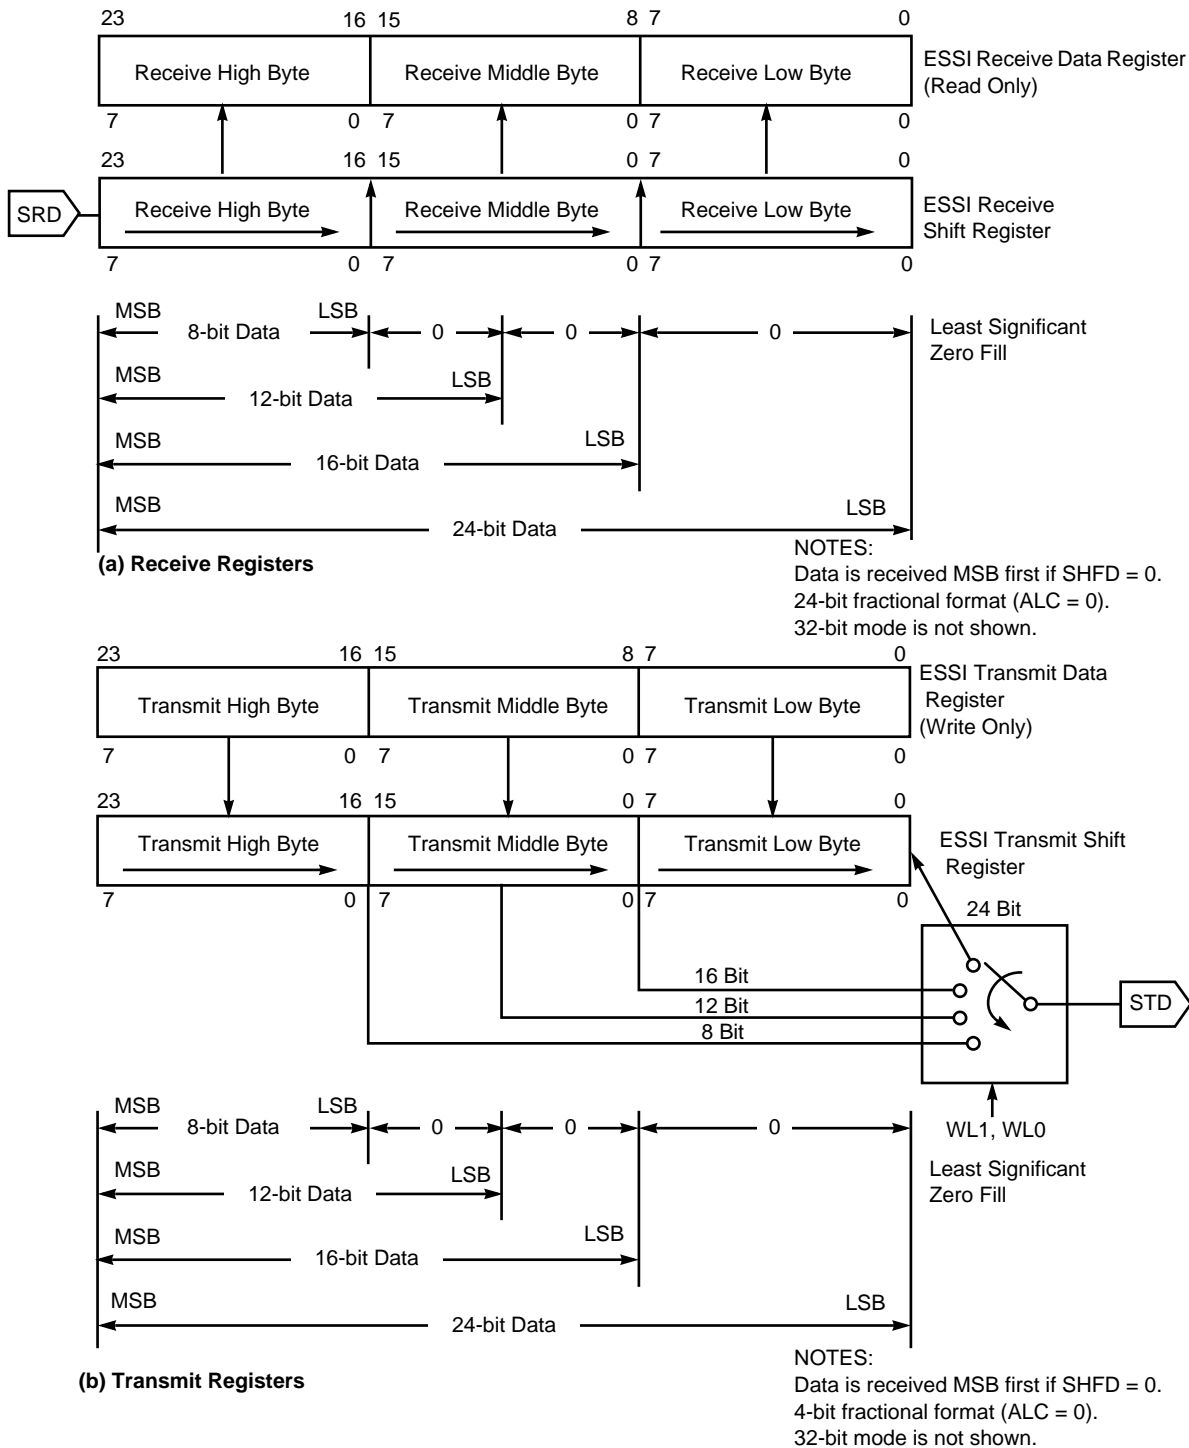 23 16 15 8 7 0
Receive High Byte Receive Middle Byte Receive Low Byte
ESSI Receive Data Register
(Read Only)
7 0 7 0 7 0
23 16 15 0 7 0
SRD
Receive High Byte Receive Middle Byte Receive Low Byte
ESSI Receive
Shift Register
7 0 7 0 7 0
MSB LSB
8-bit Data 0 0 0
Least Significant
Zero Fill
MSB LSB
12-bit Data
MSB LSB
16-bit Data
MSB LSB
24-bit Data
(a) Receive Registers
NOTES:
Data is received MSB first if SHFD = 0.
24-bit fractional format (ALC = 0).
32-bit mode is not shown.
23 16 15 8 7 0
Transmit High Byte Transmit Middle Byte Transmit Low Byte
ESSI Transmit Data
Register
(Write Only)
7 0 7 0 7 0
23 16 15 0 7 0
Transmit High Byte Transmit Middle Byte Transmit Low Byte
ESSI Transmit Shift
Register
7 0 7 0 7 0
24 Bit
16 Bit
12 Bit
8 Bit
STD
WL1, WL0
MSB LSB
8-bit Data 0 0 0
Least Significant
Zero Fill
MSB LSB
12-bit Data
MSB LSB
16-bit Data
MSB LSB
24-bit Data
(b) Transmit Registers
NOTES:
Data is received MSB first if SHFD = 0.
4-bit fractional format (ALC = 0).
32-bit mode is not shown.